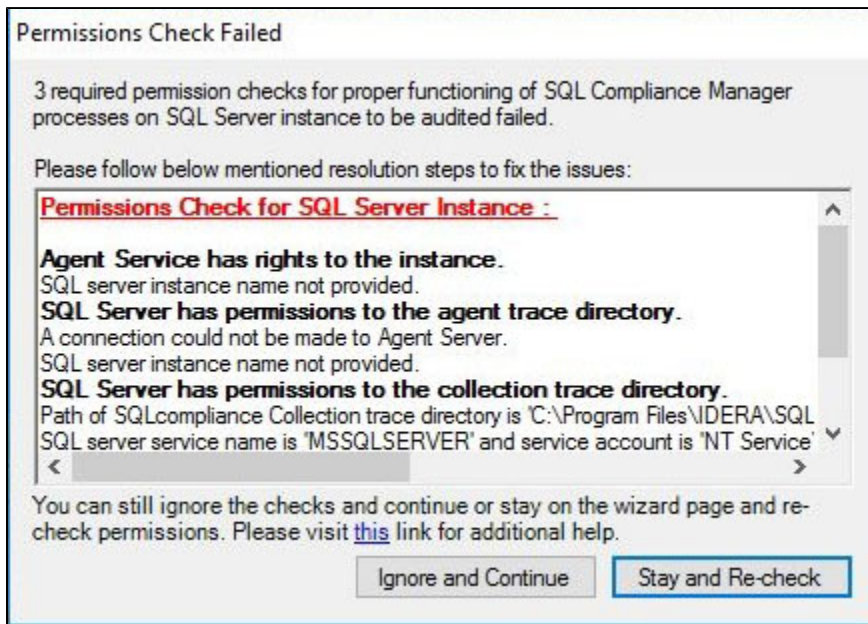 Permissions Check Failed
3 required permission checks for proper functioning of SQL Compliance Manager
processes on SQL Server instance to be audited failed.
Please follow below mentioned resolution steps to fix the issues:
Permissions Check for SQL Server Instance :
Agent Service has rights to the instance.
SQL server instance name not provided.
SQL Server has permissions to the agent trace directory.
A connection could not be made to Agent Server.
SQL server instance name not provided.
SQL Server has permissions to the collection trace directory.
Path of SQLcompliance Collection trace directory is 'C:\Program Files\IDERA\SQL
SQL server service name is 'MSSQLSERVER' and service account is 'NT Service'
You can still ignore the checks and continue or stay on the wizard page and re-
check permissions. Please visit this link for additional help.
Ignore and Continue
Stay and Re-check